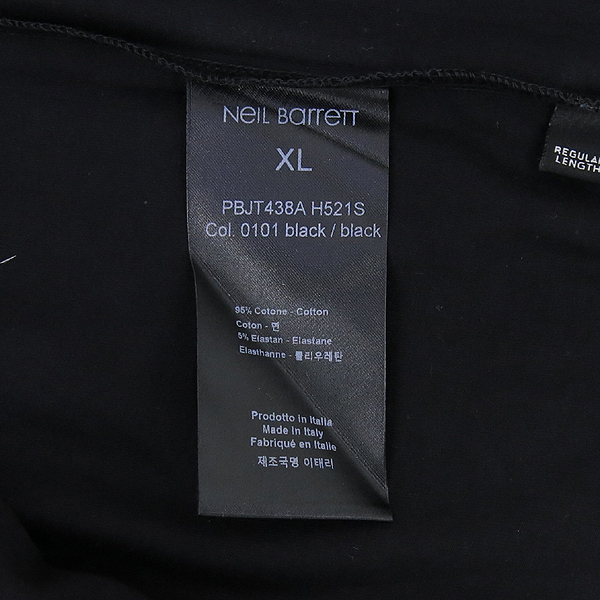 NeIL BarreTT
XL
PBJT438A H521S
Col. 0101 black / black
95% Cotone - Cotton
Coton - 면
5% Elastan - Elastane
Elasthanne - 폴리우레탄
Prodotto in Italia
Made in Italy
Fabriqué en Italie
제조국명 이태리
REGULAR
LENGTH